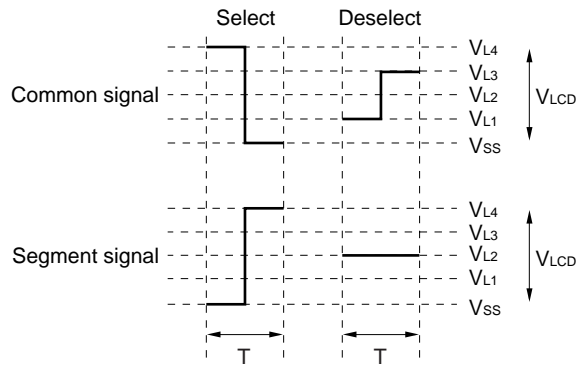 Select Deselect
VL4
VL3
Common signal VL2 VLCD
VL1
VSS
VL4
VL3
Segment signal VL2 VLCD
VL1
VSS
T T